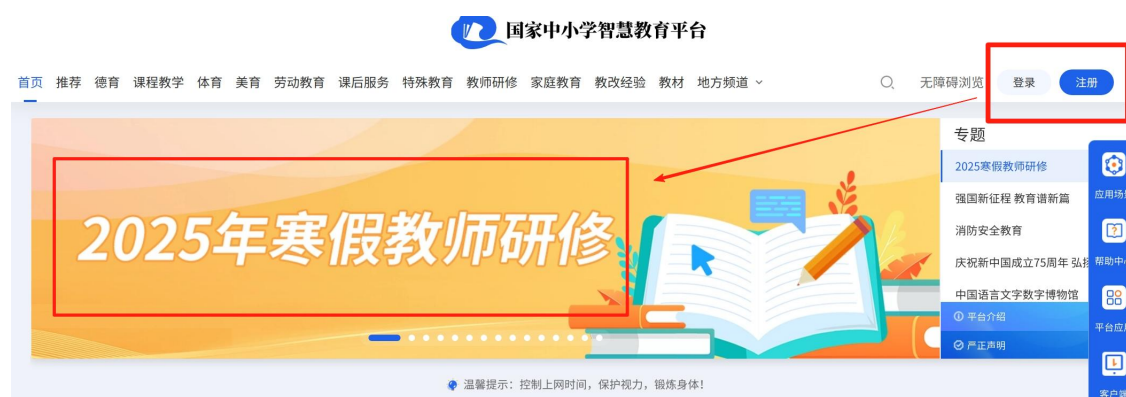 国家中小学智慧教育平台
首页 推荐 德育 课程教学 体育 美育 劳动教育 课后服务 特殊教育 教师研修 家庭教育 教改经验 教材 地方频道 无障碍浏览 登录 注册
2025年寒假教师研修
专题
2025寒假教师研修
强国新征程 教育谱新篇
消防安全教育
庆祝新中国成立75周年 弘
中国语言文字数字博物馆
平台介绍
严正声明
应用场
帮助中
平台应
客户端
温馨提示：控制上网时间，保护视力，锻炼身体！